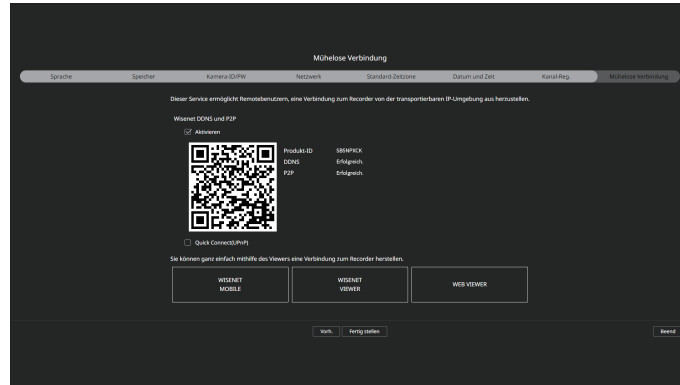 Mühelose Verbindung
Sprache Speicher Kamera-ID/PW Netzwerk Standard-Zeitzone Datum und Zeit Kanal-Reg. Mühelose Verbindung
Dieser Service ermöglicht Remotebenutzern, eine Verbindung zum Recorder von der transportierbaren IP-Umgebung aus herzustellen.
Wisenet DDNS und P2P
Aktivieren
Produkt-ID SBSNPXCK
DDNS Erfolgreich.
P2P Erfolgreich.
Quick Connect(UPnP)
Sie können ganz einfach mithilfe des Viewers eine Verbindung zum Recorder herstellen.
WISENET
MOBILE
WISENET
VIEWER
WEB VIEWER
Vorh. Fertig stellen Beend